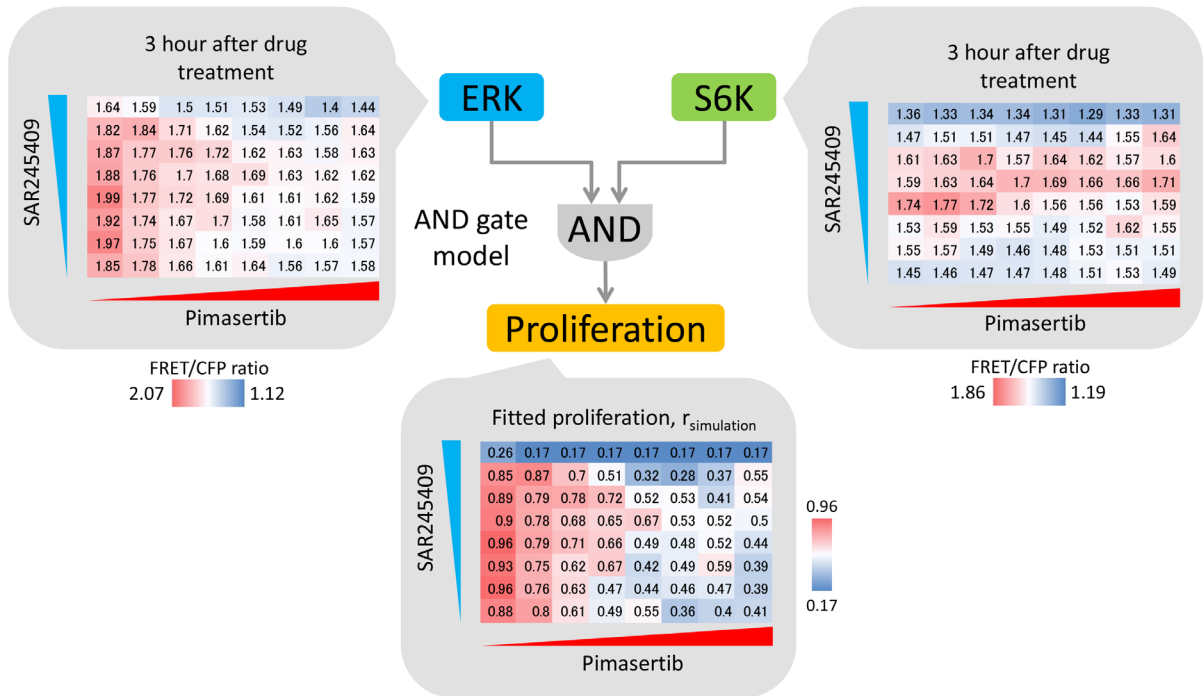 3 hour after drug
treatment
SAR245409
1.64 1.59 1.5 1.51 1.53 1.49 1.4 1.44
1.82 1.84 1.71 1.62 1.54 1.52 1.56 1.64
1.87 1.77 1.76 1.72 1.62 1.63 1.58 1.63
1.88 1.76 1.7 1.68 1.69 1.63 1.62 1.62
1.99 1.77 1.72 1.69 1.61 1.61 1.62 1.59
1.92 1.74 1.67 1.7 1.58 1.61 1.65 1.57
1.97 1.75 1.67 1.6 1.59 1.6 1.6 1.57
1.85 1.78 1.66 1.61 1.64 1.56 1.57 1.58
Pimasertib
FRET/CFP ratio
2.07 1.12
ERK
S6K
AND gate
model
AND
Proliferation
3 hour after drug
treatment
SAR245409
1.36 1.33 1.34 1.34 1.31 1.29 1.33 1.31
1.47 1.51 1.51 1.47 1.45 1.44 1.55 1.64
1.61 1.63 1.7 1.57 1.64 1.62 1.57 1.6
1.59 1.63 1.64 1.7 1.69 1.66 1.66 1.71
1.74 1.77 1.72 1.6 1.56 1.56 1.53 1.59
1.53 1.59 1.53 1.55 1.49 1.52 1.62 1.55
1.55 1.57 1.49 1.46 1.48 1.53 1.51 1.51
1.45 1.46 1.47 1.47 1.48 1.51 1.53 1.49
Pimasertib
FRET/CFP ratio
1.86 1.19
Fitted proliferation, r simulation
SAR245409
0.26 0.17 0.17 0.17 0.17 0.17 0.17 0.17
0.85 0.87 0.7 0.51 0.32 0.28 0.37 0.55
0.89 0.79 0.78 0.72 0.52 0.53 0.41 0.54
0.9 0.78 0.68 0.65 0.67 0.53 0.52 0.5
0.96 0.79 0.71 0.66 0.49 0.48 0.52 0.44
0.93 0.75 0.62 0.67 0.42 0.49 0.59 0.39
0.96 0.76 0.63 0.47 0.44 0.46 0.47 0.39
0.88 0.8 0.61 0.49 0.55 0.36 0.4 0.41
Pimasertib
0.96
0.17